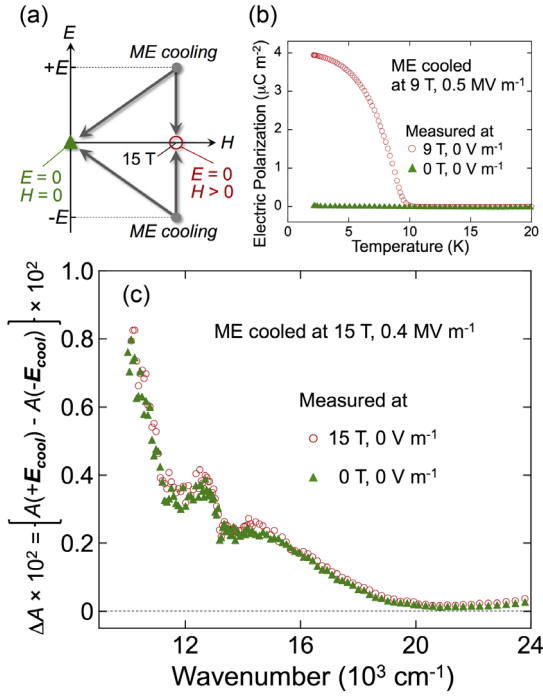 (a)
E
ME cooling
+E
H
15 T
E = 0
H = 0
E = 0
H > 0
-E
ME cooling
(b)
Electric Polarization (μC m⁻²)
4
3
2
1
0
ME cooled
at 9 T, 0.5 MV m⁻¹
Measured at
9 T, 0 V m⁻¹
0 T, 0 V m⁻¹
0 5 10 15 20
Temperature (K)
(c)
ΔA × 10² = [A(+E_cool) - A(-E_cool)] × 10²
1.0
0.8
0.6
0.4
0.2
0
ME cooled at 15 T, 0.4 MV m⁻¹
Measured at
15 T, 0 V m⁻¹
0 T, 0 V m⁻¹
12 16 20 24
Wavenumber (10³ cm⁻¹)